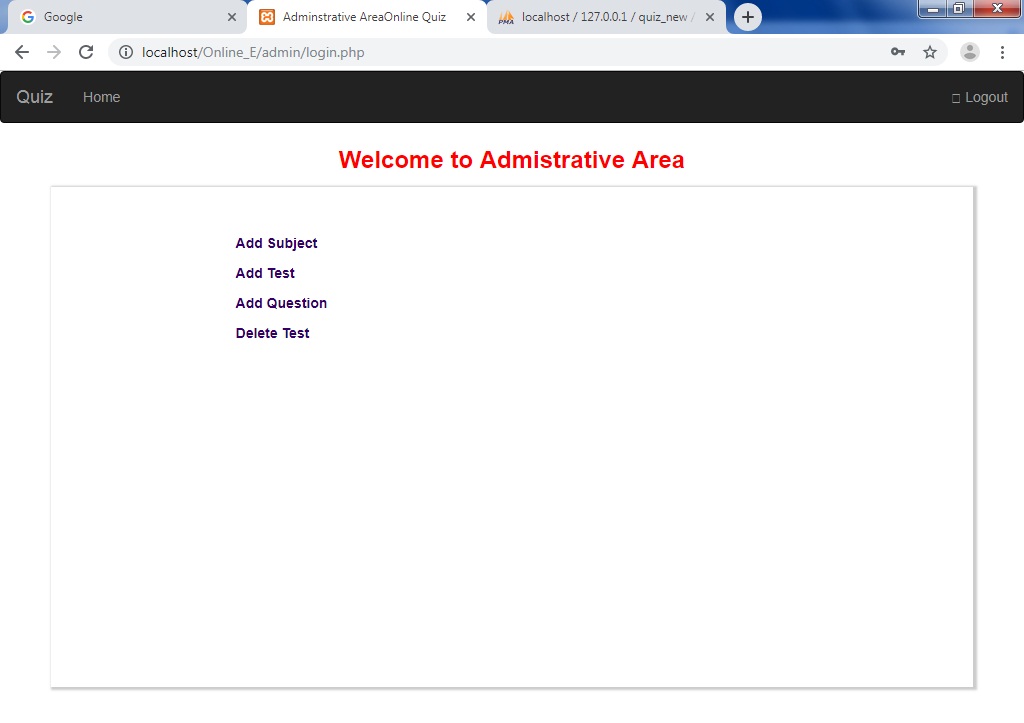 Google
Adminstrative AreaOnline Quiz
localhost / 127.0.0.1 / quiz_new /
localhost/Online_E/admin/login.php
Quiz Home Logout
Welcome to Admistrative Area
Add Subject
Add Test
Add Question
Delete Test